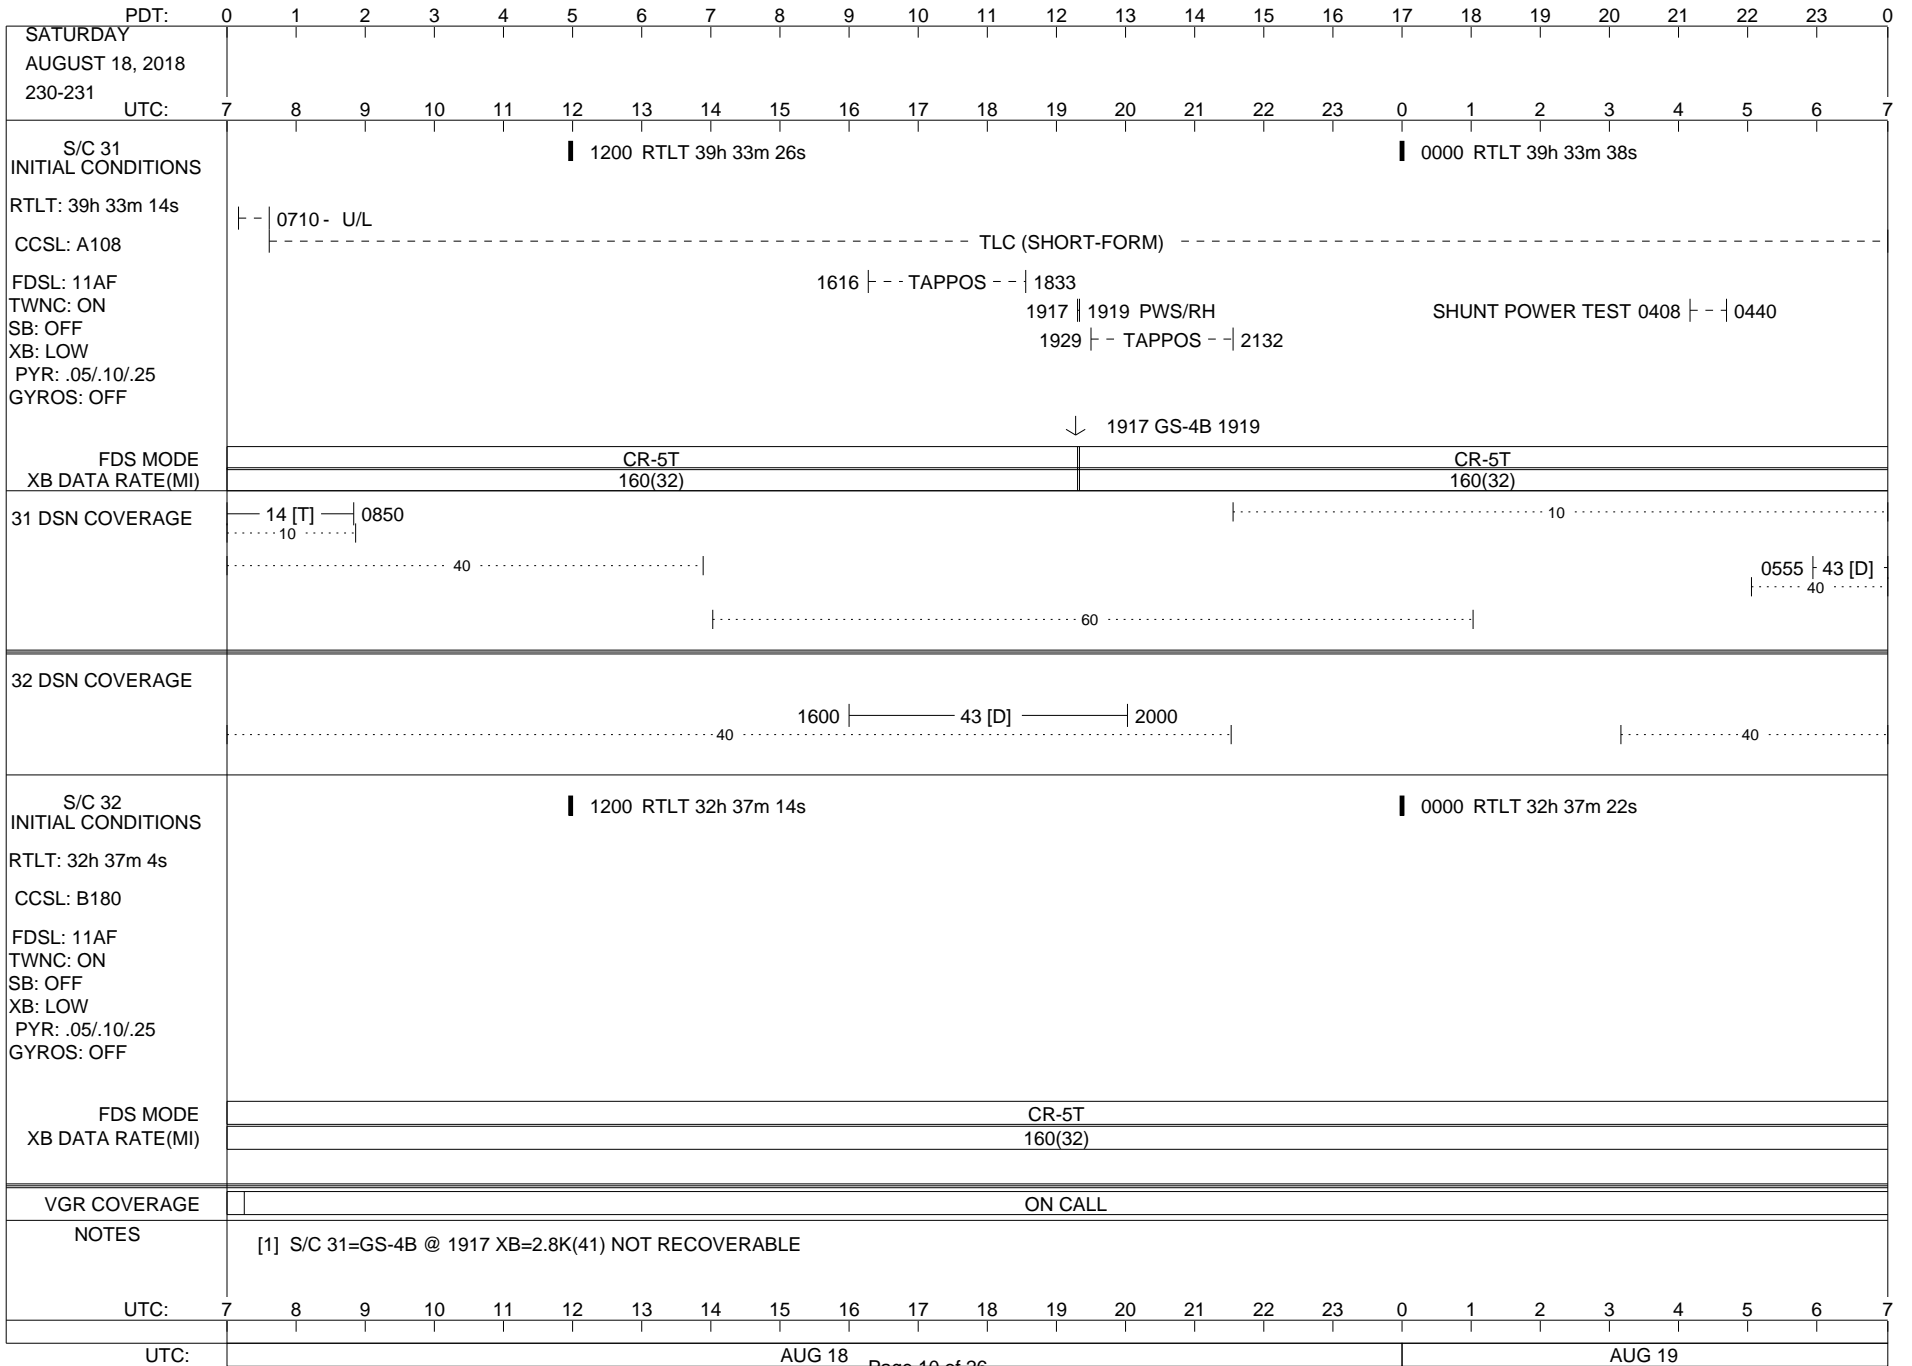 PDT: 0 1 2 3 4 5 6 7 8 9 10 11 12 13 14 15 16 17 18 19 20 21 22 23 0
SATURDAY
AUGUST 18, 2018
230-231
UTC: 7 8 9 10 11 12 13 14 15 16 17 18 19 20 21 22 23 0 1 2 3 4 5 6 7
S/C 31
INITIAL CONDITIONS
1200 RTLT 39h 33m 26s
0000 RTLT 39h 33m 38s
RTLT: 39h 33m 14s
0710 - U/L
CCSL: A108
TLC (SHORT-FORM)
FDSL: 11AF
1616 TAPPOS 1833
TWNC: ON
1917 1919 PWS/RH
SHUNT POWER TEST 0408 0440
SB: OFF
1929 TAPPOS 2132
XB: LOW
PYR: .05/.10/.25
GYROS: OFF
1917 GS-4B 1919
FDS MODE CR-5T CR-5T
XB DATA RATE(MI) 160(32) 160(32)
31 DSN COVERAGE
14 [T] 0850
10
10
40
0555 43 [D]
40
60
32 DSN COVERAGE
1600 43 [D] 2000
40
40
S/C 32
INITIAL CONDITIONS
1200 RTLT 32h 37m 14s
0000 RTLT 32h 37m 22s
RTLT: 32h 37m 4s
CCSL: B180
FDSL: 11AF
TWNC: ON
SB: OFF
XB: LOW
PYR: .05/.10/.25
GYROS: OFF
FDS MODE CR-5T
XB DATA RATE(MI) 160(32)
VGR COVERAGE ON CALL
NOTES
[1] S/C 31=GS-4B @ 1917 XB=2.8K(41) NOT RECOVERABLE
UTC: 7 8 9 10 11 12 13 14 15 16 17 18 19 20 21 22 23 0 1 2 3 4 5 6 7
UTC: AUG 18 AUG 19
Page 10 of 26